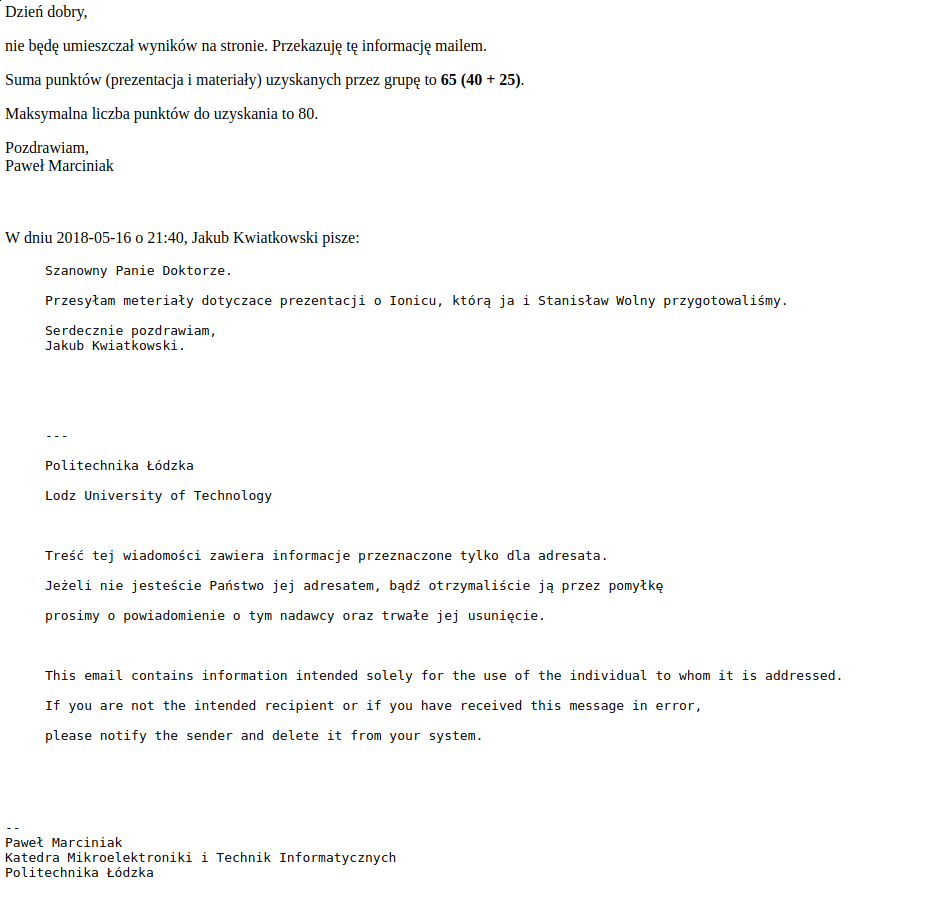 Dzień dobry,
nie będę umieszczał wyników na stronie. Przekazuję tę informację mailem.
Suma punktów (prezentacja i materiały) uzyskanych przez grupę to 65 (40 + 25).
Maksymalna liczba punktów do uzyskania to 80.
Pozdrawiam,
Paweł Marciniak
W dniu 2018-05-16 o 21:40, Jakub Kwiatkowski pisze:
Szanowny Panie Doktorze.
Przesyłam meteriały dotyczace prezentacji o Ionicu, którą ja i Stanisław Wolny przygotowaliśmy.
Serdecznie pozdrawiam,
Jakub Kwiatkowski.
---
Politechnika Łódzka
Lodz University of Technology
Treść tej wiadomości zawiera informacje przeznaczone tylko dla adresata.
Jeżeli nie jesteście Państwo jej adresatem, bądź otrzymaliście ją przez pomyłkę
prosimy o powiadomienie o tym nadawcy oraz trwałe jej usunięcie.
This email contains information intended solely for the use of the individual to whom it is addressed.
If you are not the intended recipient or if you have received this message in error,
please notify the sender and delete it from your system.
--
Paweł Marciniak
Katedra Mikroelektroniki i Technik Informatycznych
Politechnika Łódzka